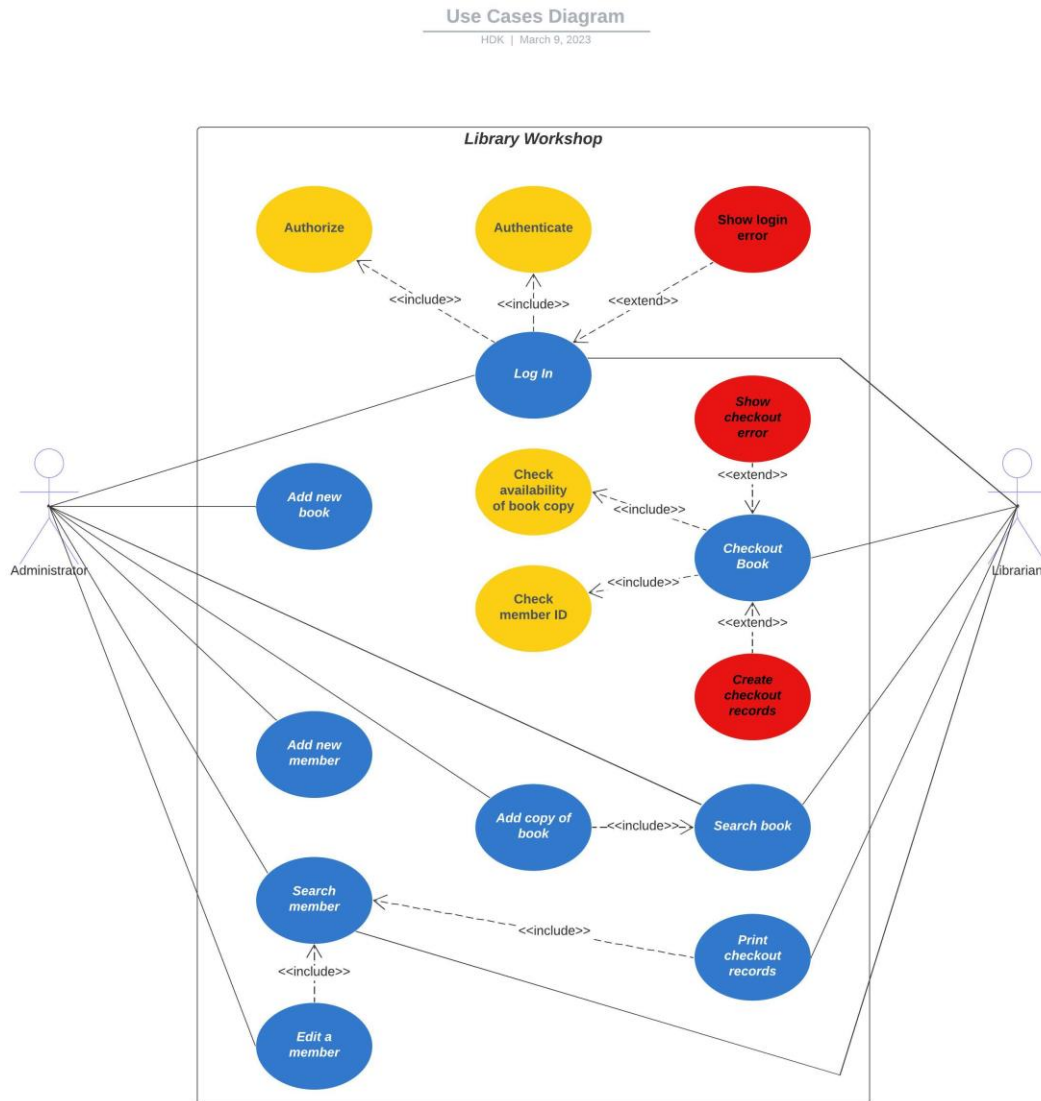 Use Cases Diagram
HDK | March 9, 2023
Library Workshop
Authorize
Authenticate
Show login
error
<<include>>
<<include>>
<<extend>>
Log In
Show
checkout
error
Check
availability
of book copy
<<extend>>
<<include>>
Add new
book
Checkout
Book
Administrator
Librarian
Check
member ID
<<include>>
<<extend>>
Create
checkout
records
Add new
member
Add copy of
book
<<include>>
Search book
Search
member
<<include>>
Print
checkout
records
<<include>>
Edit a
member